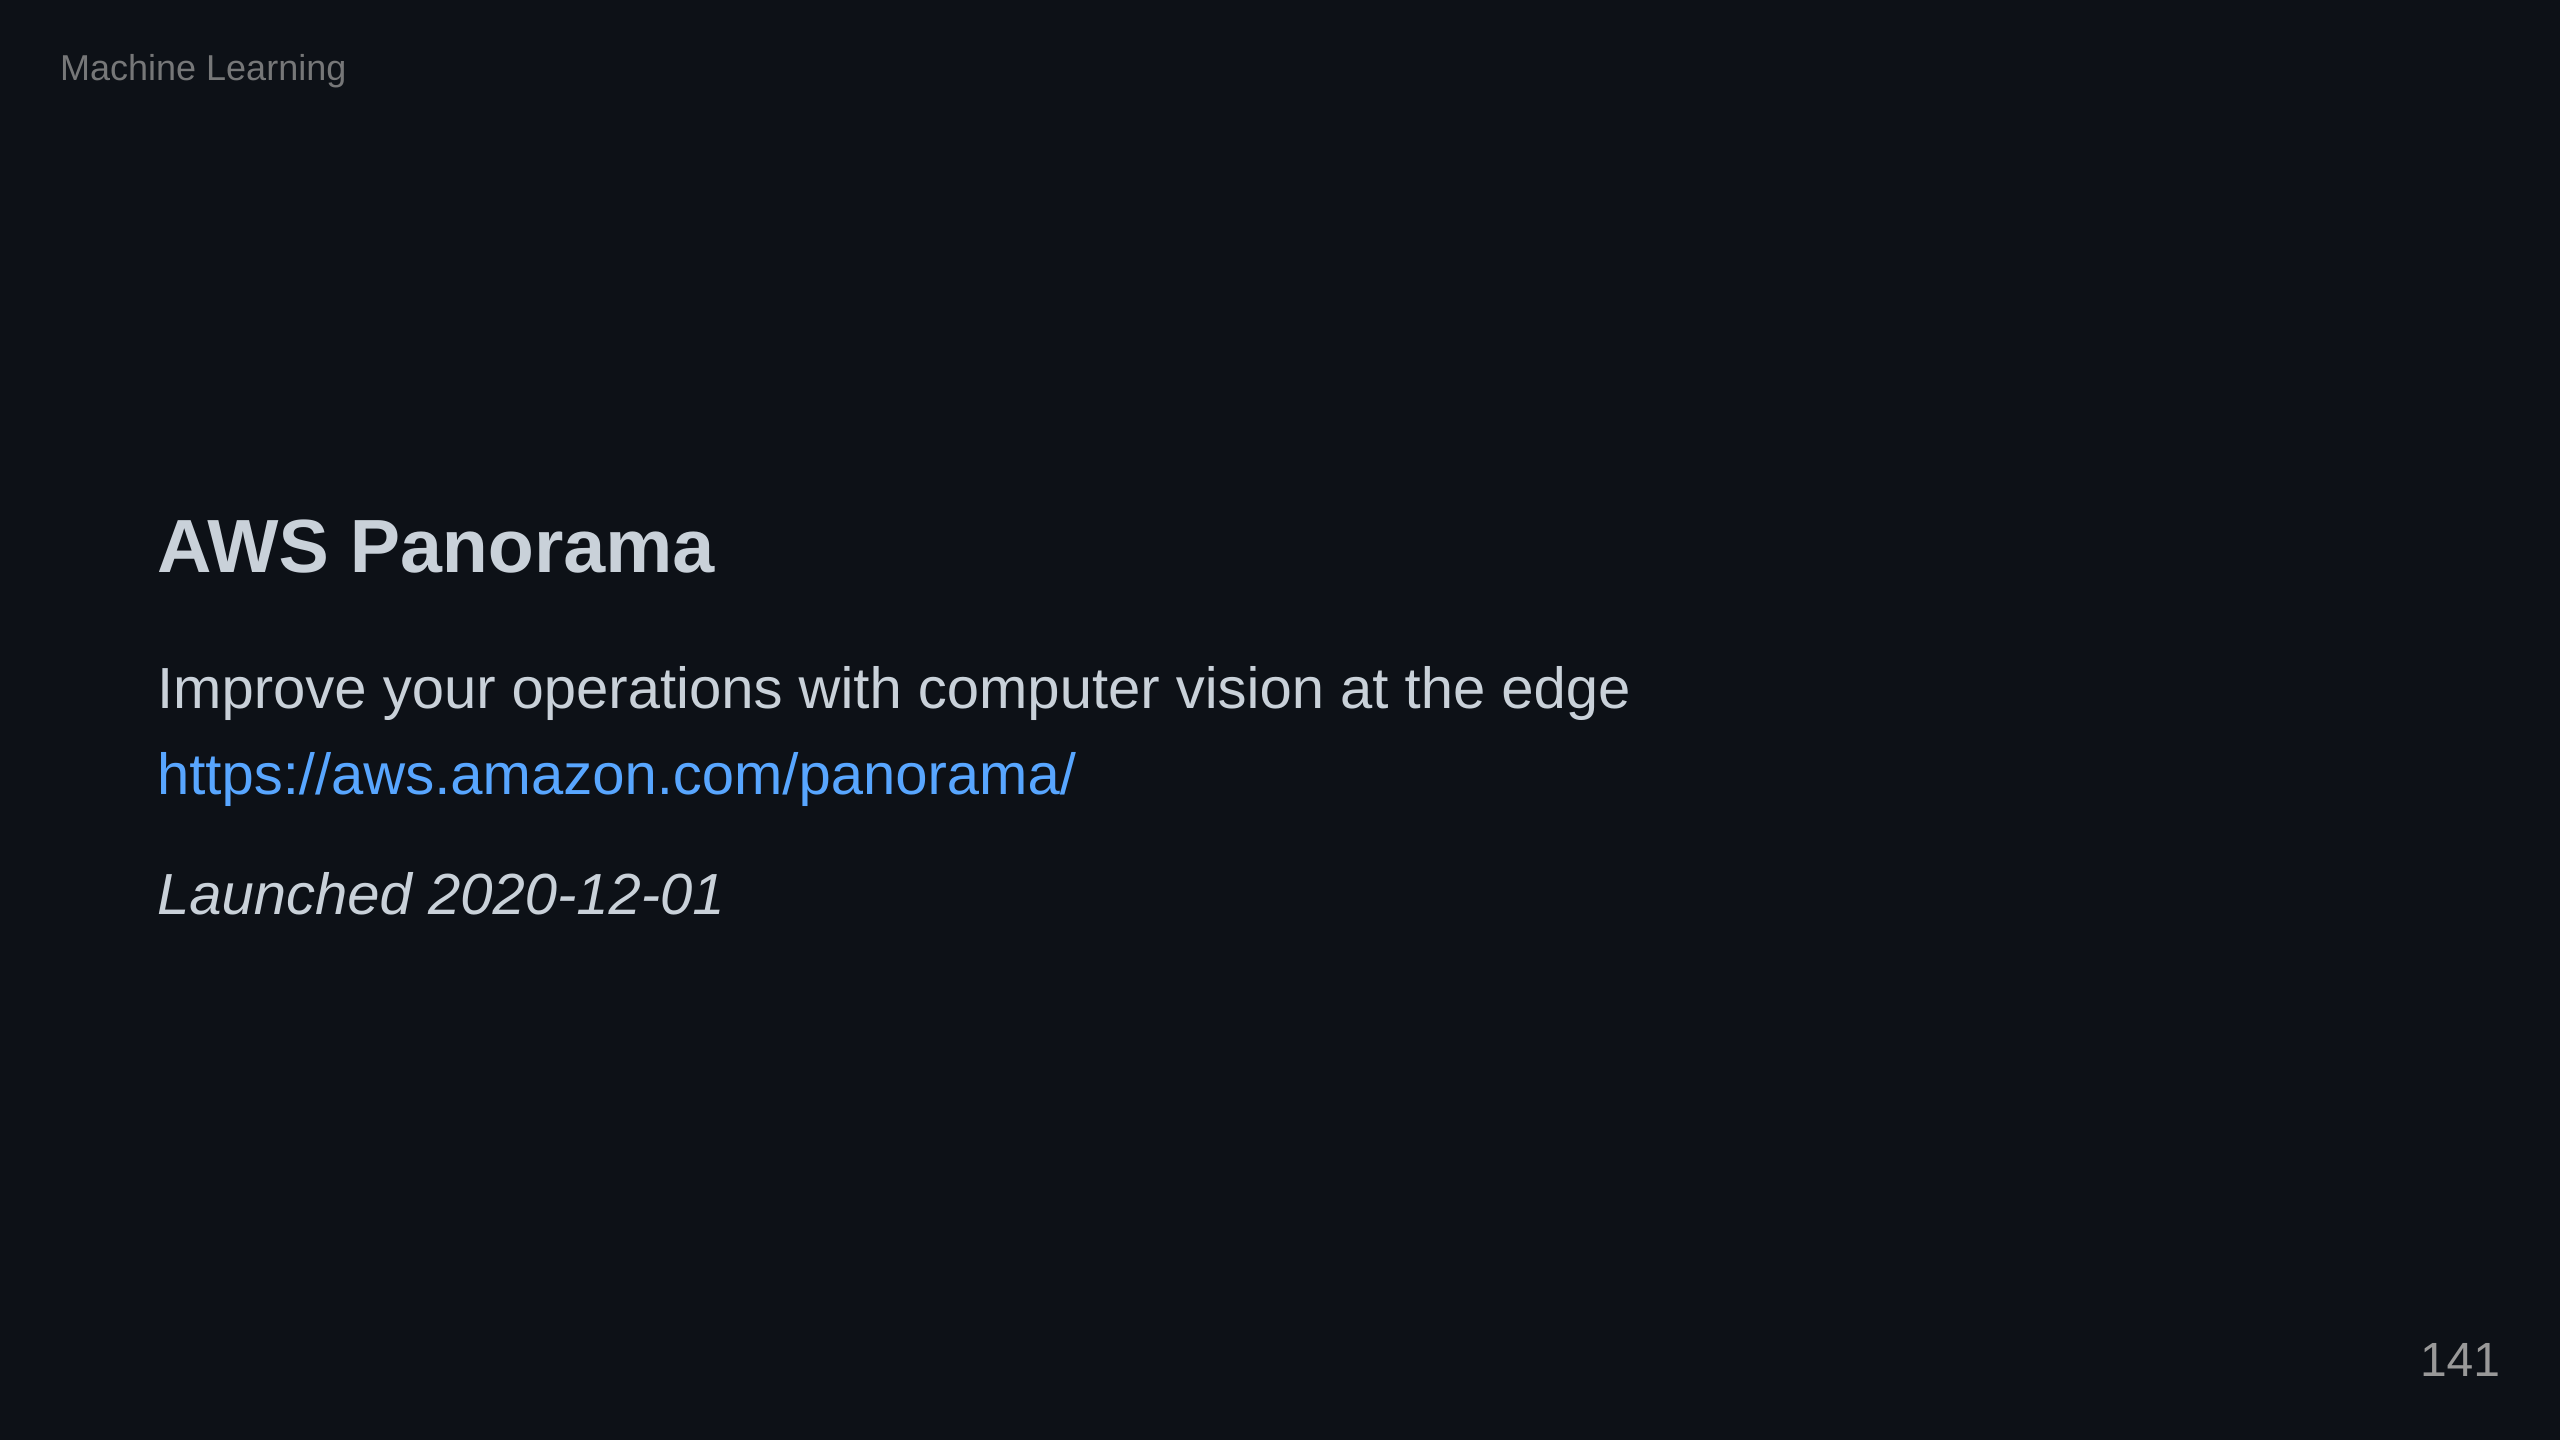 Machine Learning
AWS Panorama
Improve your operations with computer vision at the edge
https://aws.amazon.com/panorama/
Launched 2020-12-01
141